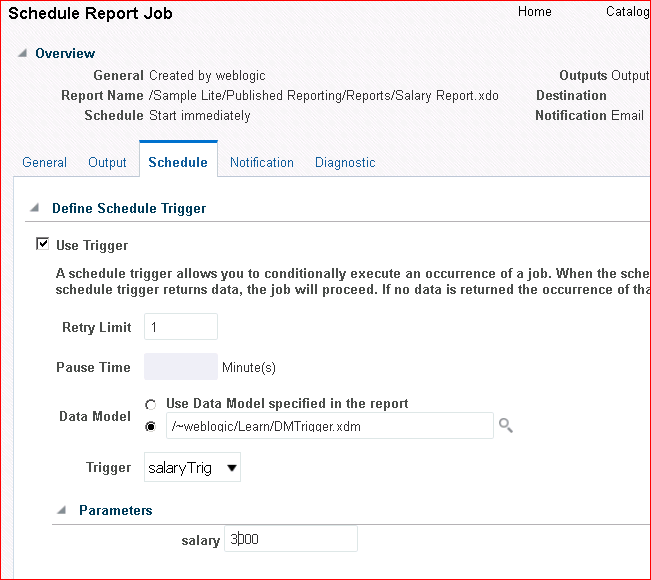 Schedule Report Job
Home
Catalog
Overview
General Created by weblogic
Outputs Output
Report Name /Sample Lite/Published Reporting/Reports/Salary Report.xdo
Destination
Schedule Start immediately
Notification Email
General Output Schedule Notification Diagnostic
Define Schedule Trigger
Use Trigger
A schedule trigger allows you to conditionally execute an occurrence of a job. When the sche
schedule trigger returns data, the job will proceed. If no data is returned the occurrence of tha
Retry Limit 1
Pause Time Minute(s)
Use Data Model specified in the report
Data Model
/~weblogic/Learn/DMTrigger.xdm
Trigger salaryTrig
Parameters
salary 3000